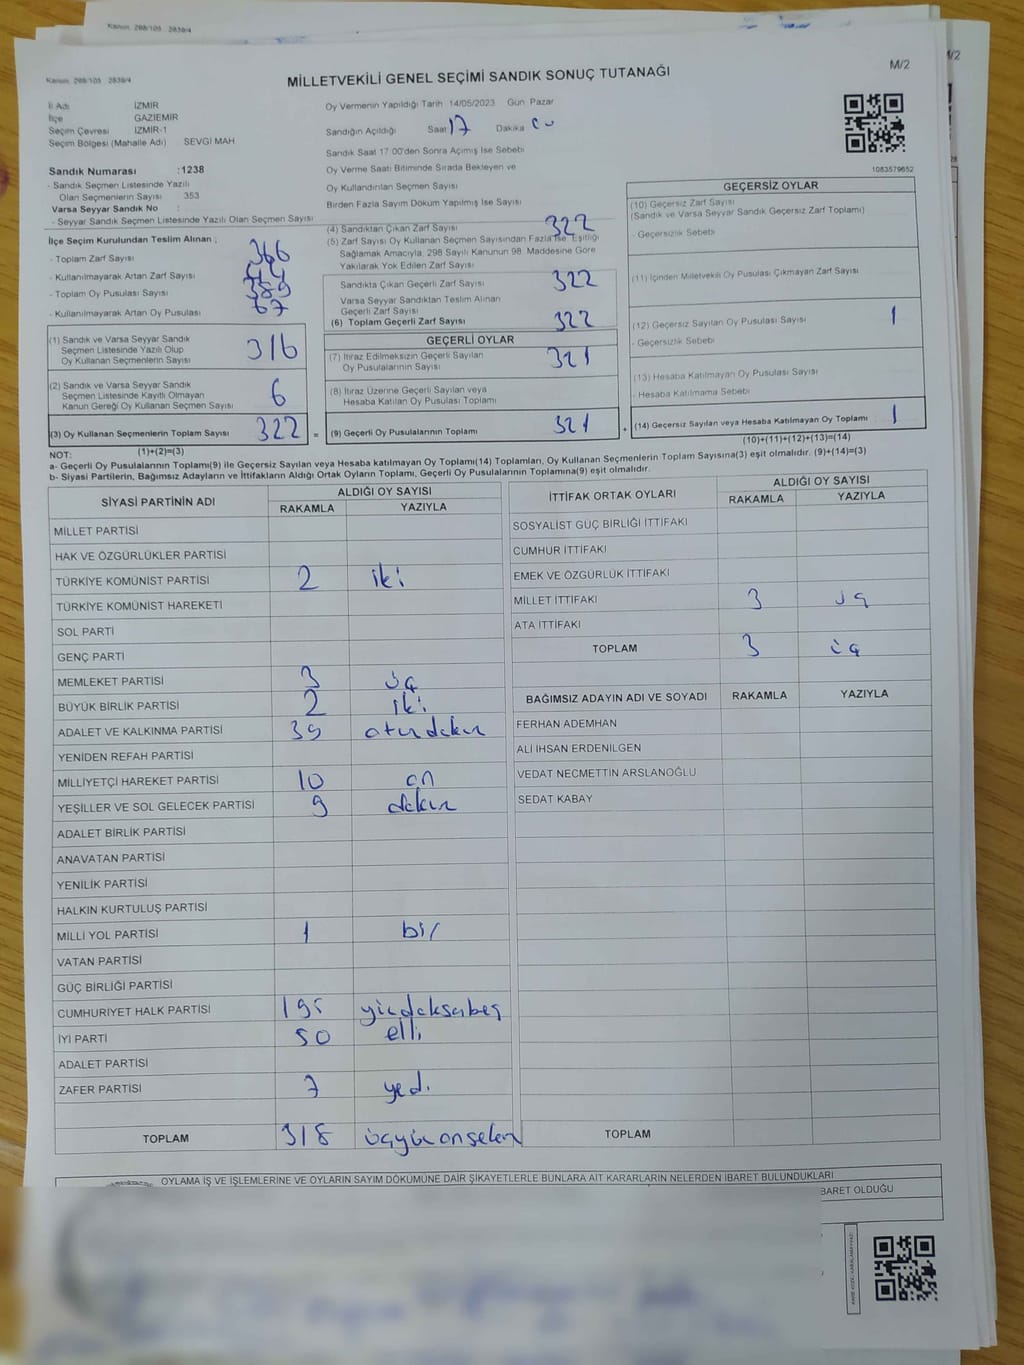 Kanun: 298/105 2839/4
M/2
MİLLETVEKİLİ GENEL SEÇİMİ SANDIK SONUÇ TUTANAĞI
İl Adı İZMİR
İlçe GAZİEMİR
Seçim Çevresi İZMİR-1
Seçim Bölgesi (Mahalle Adı) SEVGİ MAH
Sandık Numarası :1238
- Sandık Seçmen Listesinde Yazılı
Olan Seçmenlerin Sayısı 353
Varsa Seyyar Sandık No :
- Seyyar Sandık Seçmen Listesinde Yazılı Olan Seçmen Sayısı
Oy Vermenin Yapıldığı Tarih 14/05/2023 Gün Pazar
Sandığın Açıldığı Saat 17 Dakika
Sandık Saat 17:00'den Sonra Açımış İse Sebebi
Oy Verme Saati Bitiminde Sırada Bekleyen ve
Oy Kullandırılan Seçmen Sayısı
Birden Fazla Sayım Döküm Yapılmış İse Sayısı
1083579652
İlçe Seçim Kurulundan Teslim Alınan ;
- Toplam Zarf Sayısı 366
- Kullanılmayarak Artan Zarf Sayısı 44
- Toplam Oy Pusulası Sayısı 389
- Kullanılmayarak Artan Oy Pusulası 67
(1) Sandık ve Varsa Seyyar Sandık
Seçmen Listesinde Yazılı Olup
Oy Kullanan Seçmenlerin Sayısı 316
(2) Sandık ve Varsa Seyyar Sandık
Seçmen Listesinde Kayıtlı Olmayan
Kanun Gereği Oy Kullanan Seçmen Sayısı 6
(3) Oy Kullanan Seçmenlerin Toplam Sayısı 322 =
(1)+(2)=(3)
(4) Sandıktan Çıkan Zarf Sayısı 322
(5) Zarf Sayısı Oy Kullanan Seçmen Sayısından Fazla İse, Eşitliği
Sağlamak Amacıyla, 298 Sayılı Kanunun 98. Maddesine Göre
Yakılarak Yok Edilen Zarf Sayısı
Sandıkta Çıkan Geçerli Zarf Sayısı 322
Varsa Seyyar Sandıktan Teslim Alınan
Geçerli Zarf Sayısı
(6) Toplam Geçerli Zarf Sayısı 322
GEÇERLİ OYLAR
(7) İtiraz Edilmeksizin Geçerli Sayılan
Oy Pusulalarının Sayısı 321
(8) İtiraz Üzerine Geçerli Sayılan veya
Hesaba Katılan Oy Pusulası Toplamı
(9) Geçerli Oy Pusulalarının Toplamı 321 +
GEÇERSİZ OYLAR
(10) Geçersiz Zarf Sayısı
(Sandık ve Varsa Seyyar Sandık Geçersiz Zarf Toplamı)
- Geçersizlik Sebebi
(11) İçinden Milletvekili Oy Pusulası Çıkmayan Zarf Sayısı
(12) Geçersiz Sayılan Oy Pusulası Sayısı 1
- Geçersizlik Sebebi
(13) Hesaba Katılmayan Oy Pusulası Sayısı
- Hesaba Katılmama Sebebi
(14) Geçersiz Sayılan veya Hesaba Katılmayan Oy Toplamı 1
(10)+(11)+(12)+(13)=(14)
NOT:
a- Geçerli Oy Pusulalarının Toplamı(9) ile Geçersiz Sayılan veya Hesaba katılmayan Oy Toplamı(14) Toplamları, Oy Kullanan Seçmenlerin Toplam Sayısına(3) eşit olmalıdır. (9)+(14)=(3)
b- Siyasi Partilerin, Bağımsız Adayların ve İttifakların Aldığı Ortak Oyların Toplamı, Geçerli Oy Pusulalarının Toplamına(9) eşit olmalıdır.
SİYASİ PARTİNİN ADI ALDIĞI OY SAYISI
RAKAMLA YAZIYLA
MİLLET PARTİSİ
HAK VE ÖZGÜRLÜKLER PARTİSİ
TÜRKİYE KOMÜNİST PARTİSİ 2 iki
TÜRKİYE KOMÜNİST HAREKETİ
SOL PARTİ
GENÇ PARTİ
MEMLEKET PARTİSİ 3 üç
BÜYÜK BİRLİK PARTİSİ 2 iki
ADALET VE KALKINMA PARTİSİ 39 otuzdokuz
YENİDEN REFAH PARTİSİ
MİLLİYETÇİ HAREKET PARTİSİ 10 on
YEŞİLLER VE SOL GELECEK PARTİSİ 9 dokuz
ADALET BİRLİK PARTİSİ
ANAVATAN PARTİSİ
YENİLİK PARTİSİ
HALKIN KURTULUŞ PARTİSİ
MİLLİ YOL PARTİSİ 1 bir
VATAN PARTİSİ
GÜÇ BİRLİĞİ PARTİSİ
CUMHURİYET HALK PARTİSİ 195 yüzdoksanbeş
İYİ PARTİ 50 elli
ADALET PARTİSİ
ZAFER PARTİSİ 7 yedi
TOPLAM 318 üçyüzonsekiz
İTTİFAK ORTAK OYLARI ALDIĞI OY SAYISI
RAKAMLA YAZIYLA
SOSYALİST GÜÇ BİRLİĞİ İTTİFAKI
CUMHUR İTTİFAKI
EMEK VE ÖZGÜRLÜK İTTİFAKI
MİLLET İTTİFAKI 3 üç
ATA İTTİFAKI
TOPLAM 3 üç
BAĞIMSIZ ADAYIN ADI VE SOYADI RAKAMLA YAZIYLA
FERHAN ADEMHAN
ALİ İHSAN ERDENİLGEN
VEDAT NECMETTİN ARSLANOĞLU
SEDAT KABAY
TOPLAM
OYLAMA İŞ VE İŞLEMLERİNE VE OYLARIN SAYIM DÖKÜMÜNE DAİR ŞİKAYETLERLE BUNLARA AİT KARARLARIN NELERDEN İBARET BULUNDUKLARI
BARET OLDUĞU